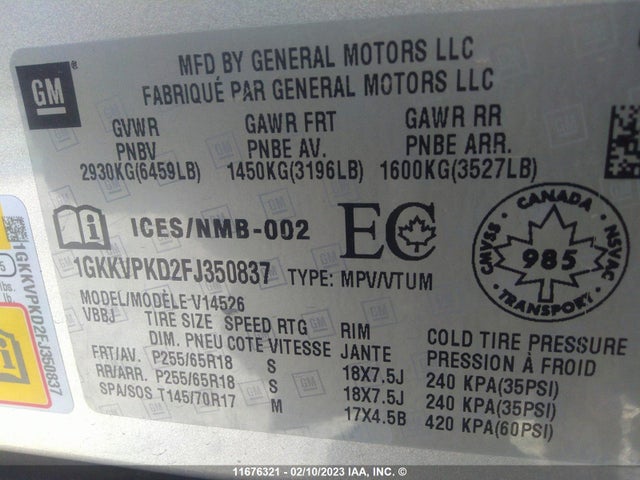 GM
MFD BY GENERAL MOTORS LLC
FABRIQUÉ PAR GENERAL MOTORS LLC
GVWR GAWR FRT GAWR RR
PNBV PNBE AV. PNBE ARR.
2930KG(6459LB) 1450KG(3196LB) 1600KG(3527LB)
ICES/NMB-002 EC
CANADA
CMVSS 985 NSVAC
TRANSPORT
1GKKVPKD2FJ350837 TYPE: MPV/VTUM
MODEL/MODÈLE-V14526
VBBJ TIRE SIZE SPEED RTG RIM COLD TIRE PRESSURE
DIM. PNEU COTE VITESSE JANTE PRESSION À FROID
FRT/AV. P255/65R18 S 18X7.5J 240 KPA(35PSI)
RR/ARR. P255/65R18 S 18X7.5J 240 KPA(35PSI)
SPA/SOS T145/70R17 M 17X4.5B 420 KPA(60PSI)
1GKKVPKD2FJ350837
lbs.
lb.
11676321 - 02/10/2023 IAA, INC. ©